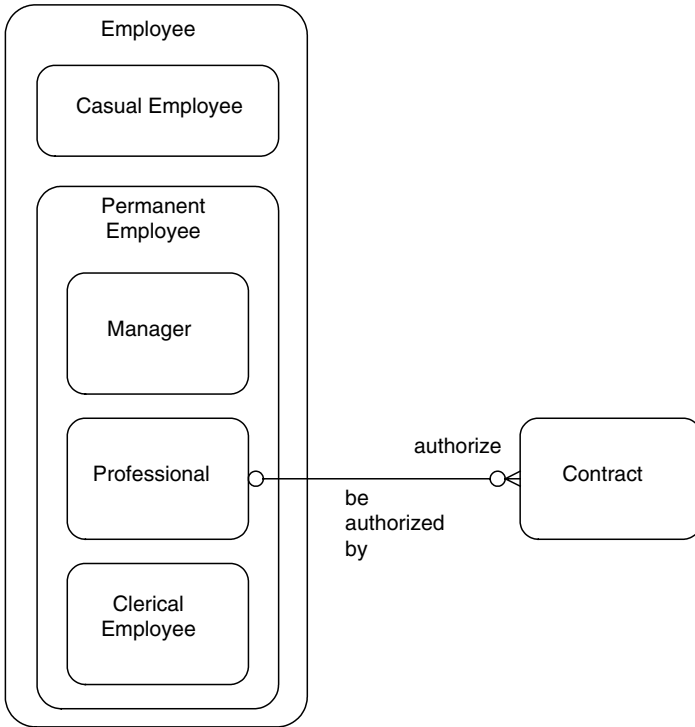 Employee
Casual Employee
Permanent
Employee
Manager
Professional
authorize
Contract
be
authorized
by
Clerical
Employee